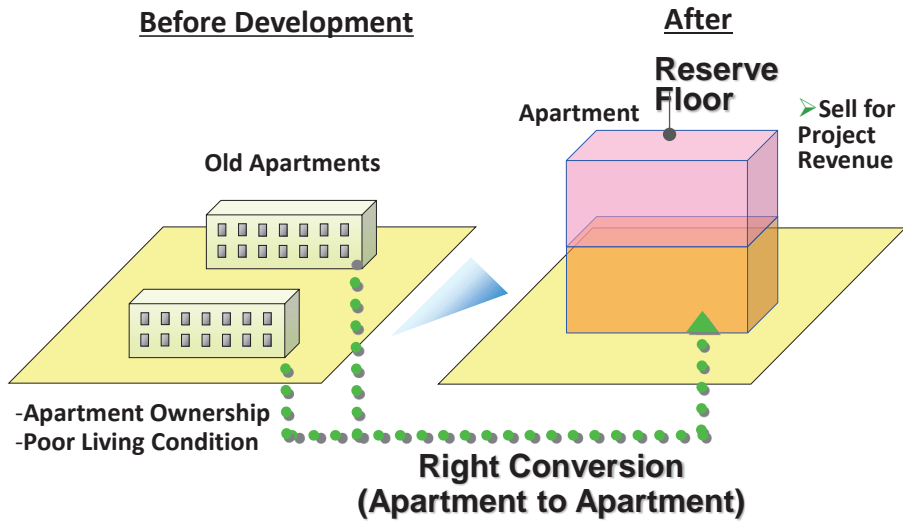 Before Development
After
Reserve
Floor
Apartment
➢Sell for
Project
Revenue
Old Apartments
-Apartment Ownership
-Poor Living Condition
Right Conversion
(Apartment to Apartment)